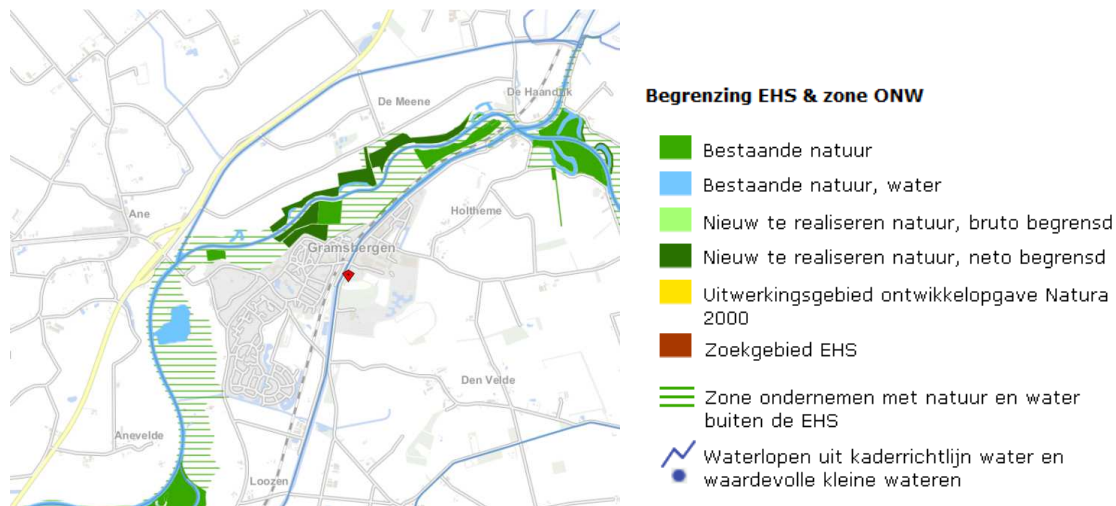 De Haandrik
De Meene
Ane
Holtheme
Gramsbergen
Den Velde
Anevelde
Loozen
Begrenzing EHS & zone ONW
Bestaande natuur
Bestaande natuur, water
Nieuw te realiseren natuur, bruto begrensd
Nieuw te realiseren natuur, neto begrensd
Uitwerkingsgebied ontwikkelopgave Natura
2000
Zoekgebied EHS
Zone ondernemen met natuur en water
buiten de EHS
Waterlopen uit kaderrichtlijn water en
waardevolle kleine wateren